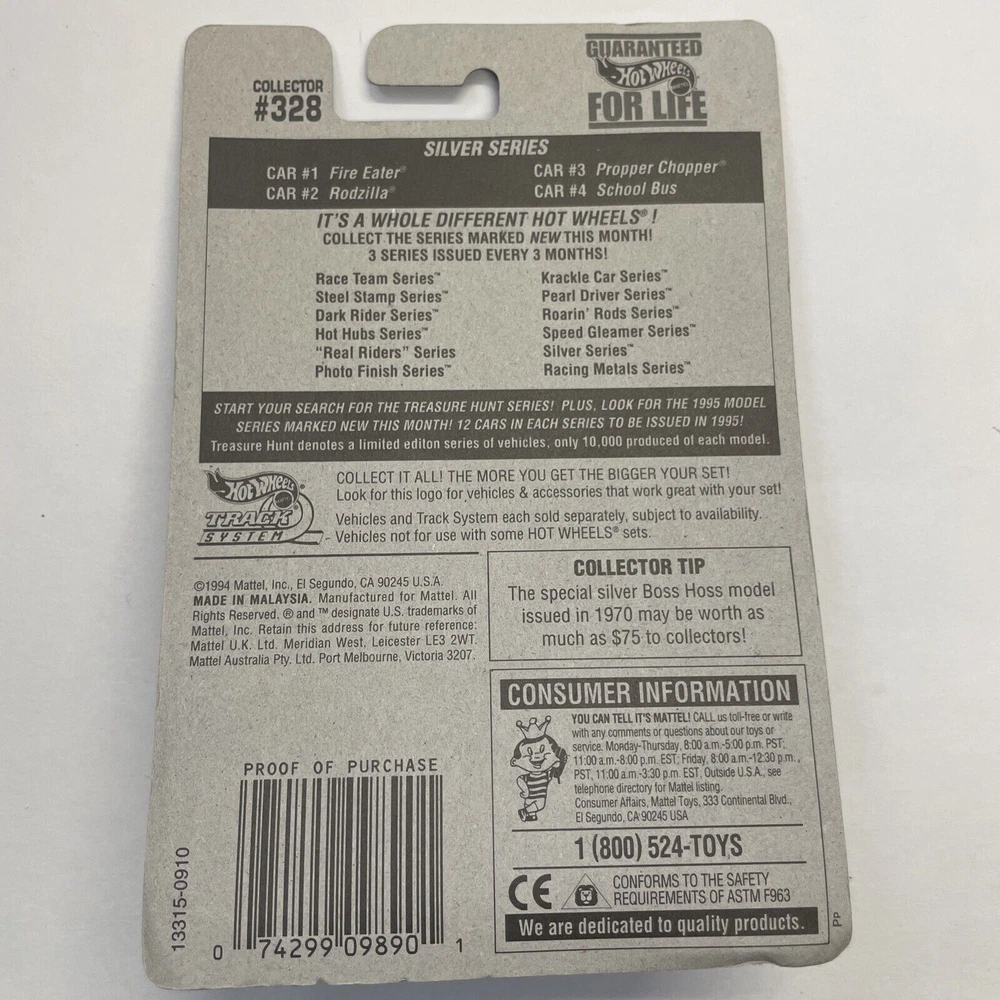 COLLECTOR
#328
GUARANTEED
HOT WHEELS
MATTEL
FOR LIFE
SILVER SERIES
CAR #1 Fire Eater®
CAR #2 Rodzilla®
CAR #3 Propper Chopper®
CAR #4 School Bus
IT'S A WHOLE DIFFERENT HOT WHEELS®!
COLLECT THE SERIES MARKED NEW THIS MONTH!
3 SERIES ISSUED EVERY 3 MONTHS!
Race Team Series™
Steel Stamp Series™
Dark Rider Series™
Hot Hubs Series™
"Real Riders" Series
Photo Finish Series™
Krackle Car Series™
Pearl Driver Series™
Roarin' Rods Series™
Speed Gleamer Series™
Silver Series™
Racing Metals Series™
START YOUR SEARCH FOR THE TREASURE HUNT SERIES! PLUS, LOOK FOR THE 1995 MODEL
SERIES MARKED NEW THIS MONTH! 12 CARS IN EACH SERIES TO BE ISSUED IN 1995!
Treasure Hunt denotes a limited editon series of vehicles, only 10,000 produced of each model.
HOT WHEELS
MATTEL
TRACK
SYSTEM
COLLECT IT ALL! THE MORE YOU GET THE BIGGER YOUR SET!
Look for this logo for vehicles & accessories that work great with your set!
Vehicles and Track System each sold separately, subject to availability.
Vehicles not for use with some HOT WHEELS® sets.
©1994 Mattel, Inc., El Segundo, CA 90245 U.S.A.
MADE IN MALAYSIA. Manufactured for Mattel. All
Rights Reserved. ® and ™ designate U.S. trademarks of
Mattel, Inc. Retain this address for future reference:
Mattel U.K. Ltd. Meridian West, Leicester LE3 2WT.
Mattel Australia Pty. Ltd. Port Melbourne, Victoria 3207.
COLLECTOR TIP
The special silver Boss Hoss model
issued in 1970 may be worth as
much as $75 to collectors!
CONSUMER INFORMATION
YOU CAN TELL IT'S MATTEL! CALL us toll-free or write
with any comments or questions about our toys or
service. Monday-Thursday, 8:00 a.m.-5:00 p.m. PST,
11:00 a.m.-8:00 p.m. EST; Friday, 8:00 a.m.-12:30 p.m.,
PST, 11:00 a.m.-3:30 p.m. EST. Outside U.S.A., see
telephone directory for Mattel listing.
Consumer Affairs, Mattel Toys, 333 Continental Blvd.,
El Segundo, CA 90245 USA
1 (800) 524-TOYS
CE
CONFORMS TO THE SAFETY
REQUIREMENTS OF ASTM F963
We are dedicated to quality products.
PP
PROOF OF PURCHASE
0 74299 09890 1
13315-0910